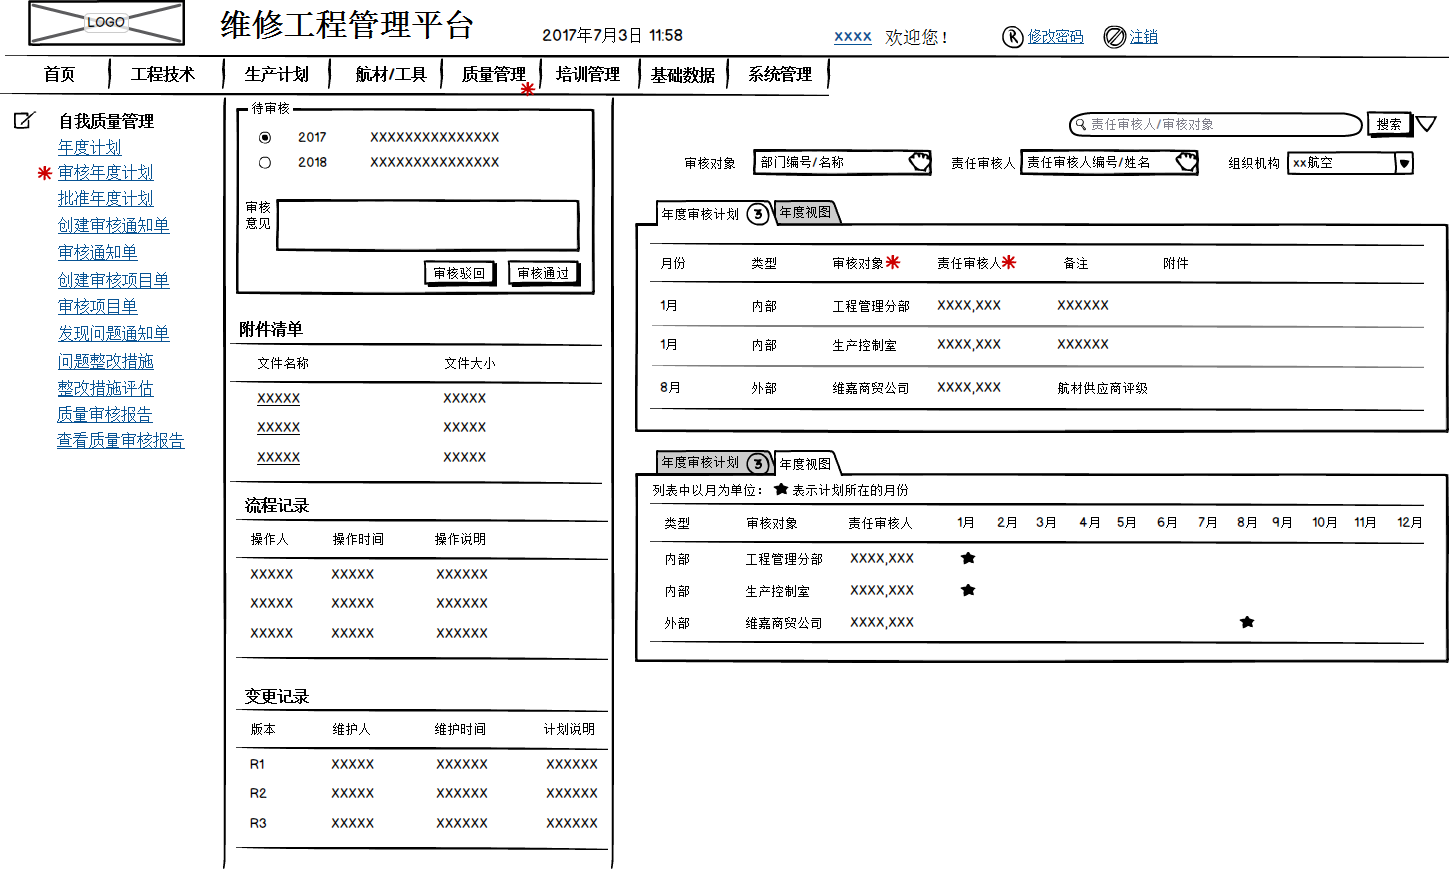 LOGO
维修工程管理平台
2017年7月3日 11:58
xxxx 欢迎您！
R 修改密码 注销
首页 工程技术 生产计划 航材/工具 质量管理 培训管理 基础数据 系统管理
自我质量管理
年度计划
审核年度计划
批准年度计划
创建审核通知单
审核通知单
创建审核项目单
审核项目单
发现问题通知单
问题整改措施
整改措施评估
质量审核报告
查看质量审核报告
待审核
2017 XXXXXXXXXXXXXXX
2018 XXXXXXXXXXXXXXX
审核
意见
审核驳回 审核通过
附件清单
文件名称 文件大小
XXXXX XXXXX
XXXXX XXXXX
XXXXX XXXXX
流程记录
操作人 操作时间 操作说明
XXXXX XXXXX XXXXXX
XXXXX XXXXX XXXXXX
XXXXX XXXXX XXXXXX
变更记录
版本 维护人 维护时间 计划说明
R1 XXXXX XXXXXX XXXXXX
R2 XXXXX XXXXXX XXXXXX
R3 XXXXX XXXXXX XXXXXX
责任审核人/审核对象 搜索
审核对象 部门编号/名称 责任审核人 责任审核人编号/姓名 组织机构 xx航空
年度审核计划 3 年度视图
月份 类型 审核对象 责任审核人 备注 附件
1月 内部 工程管理分部 XXXX,XXX XXXXXX
1月 内部 生产控制室 XXXX,XXX XXXXXX
8月 外部 维嘉商贸公司 XXXX,XXX 航材供应商评级
年度审核计划 3 年度视图
列表中以月为单位： ★ 表示计划所在的月份
类型 审核对象 责任审核人 1月 2月 3月 4月 5月 6月 7月 8月 9月 10月 11月 12月
内部 工程管理分部 XXXX,XXX ★
内部 生产控制室 XXXX,XXX ★
外部 维嘉商贸公司 XXXX,XXX ★